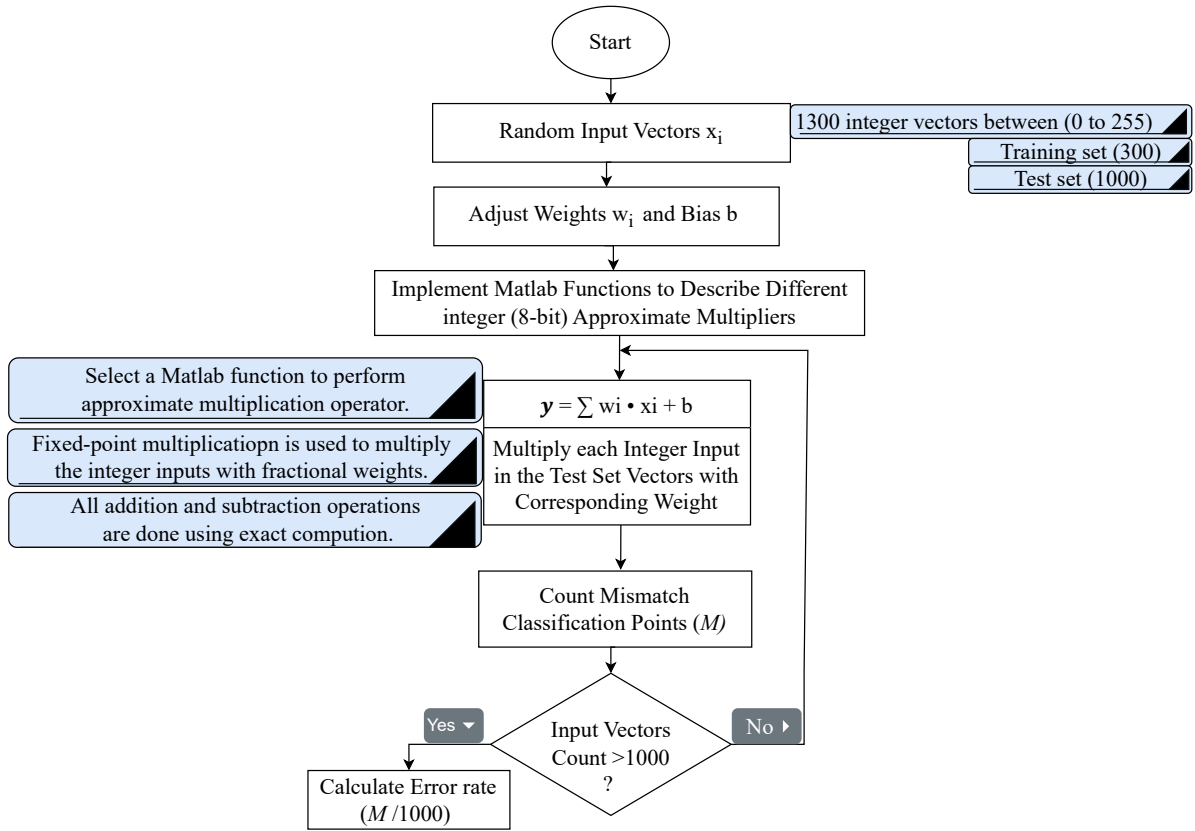 Start
Random Input Vectors xi
1300 integer vectors between (0 to 255)
Training set (300)
Test set (1000)
Adjust Weights wi and Bias b
Implement Matlab Functions to Describe Different
integer (8-bit) Approximate Multipliers
Select a Matlab function to perform
approximate multiplication operator.
Fixed-point multiplicatiopn is used to multiply
the integer inputs with fractional weights.
All addition and subtraction operations
are done using exact compution.
y = ∑ wi • xi + b
Multiply each Integer Input
in the Test Set Vectors with
Corresponding Weight
Count Mismatch
Classification Points (M)
Input Vectors
Count >1000
?
Yes
No
Calculate Error rate
(M /1000)